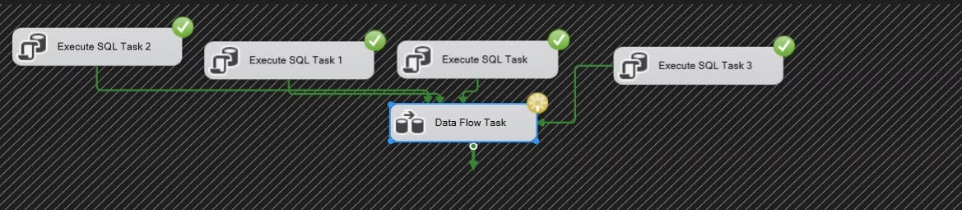 Execute SQL Task 2
Execute SQL Task 1
Execute SQL Task
Execute SQL Task 3
Data Flow Task